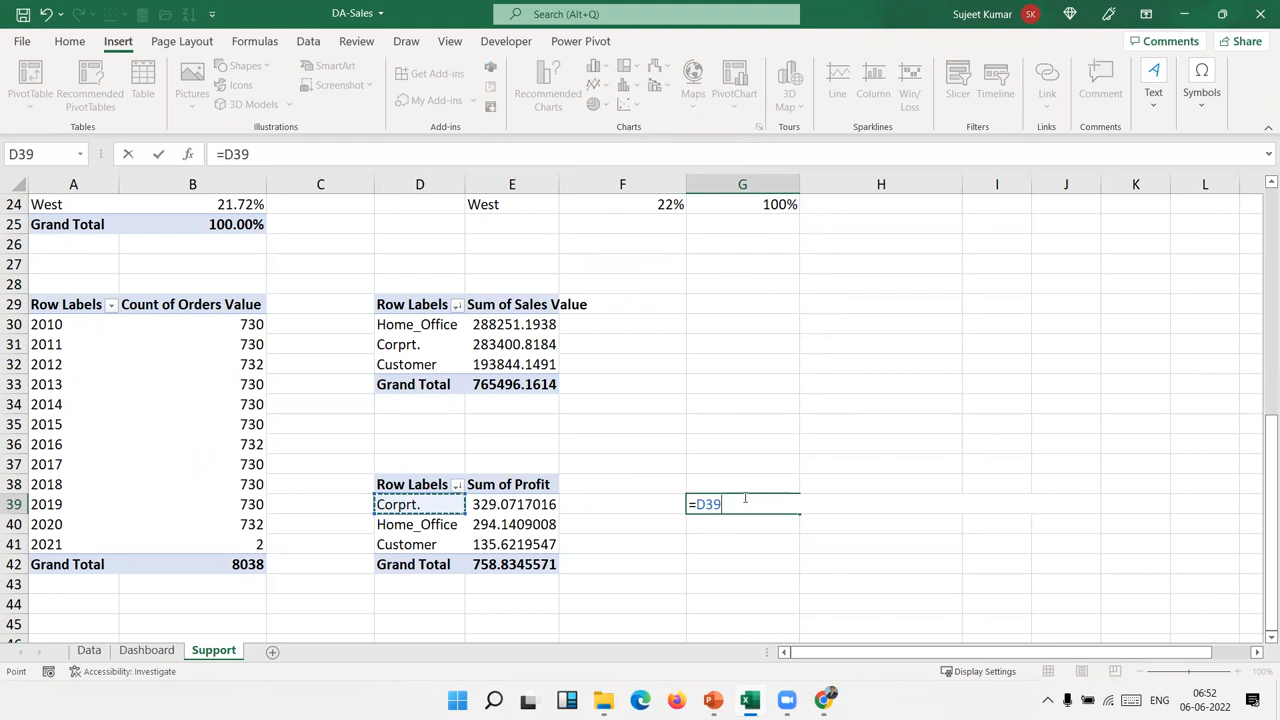 DA-Sales
Search (Alt+Q)
Sujeet Kumar SK
File Home Insert Page Layout Formulas Data Review View Draw Developer Power Pivot Comments Share
PivotTable Recommended PivotTables Table
Tables
Pictures Shapes Icons 3D Models SmartArt Screenshot
Illustrations
Get Add-ins My Add-ins
Add-ins
Recommended Charts Maps PivotChart
Charts
3D Map
Tours
Line Column Win/Loss
Sparklines
Slicer Timeline
Filters
Link
Links
Comment
Comments
Text Symbols
D39 fx =D39
A B C D E F G H I J K L
24 West 21.72% West 22% 100%
25 Grand Total 100.00%
26
27
28
29 Row Labels Count of Orders Value Row Labels Sum of Sales Value
30 2010 730 Home_Office 288251.1938
31 2011 730 Corprt. 283400.8184
32 2012 732 Customer 193844.1491
33 2013 730 Grand Total 765496.1614
34 2014 730
35 2015 730
36 2016 732
37 2017 730
38 2018 730 Row Labels Sum of Profit
39 2019 730 Corprt. 329.0717016 =D39
40 2020 732 Home_Office 294.1409008
41 2021 2 Customer 135.6219547
42 Grand Total 8038 Grand Total 758.8345571
43
44
45
Data Dashboard Support
Point Accessibility: Investigate Display Settings 100%
ENG 06:52
06-06-2022